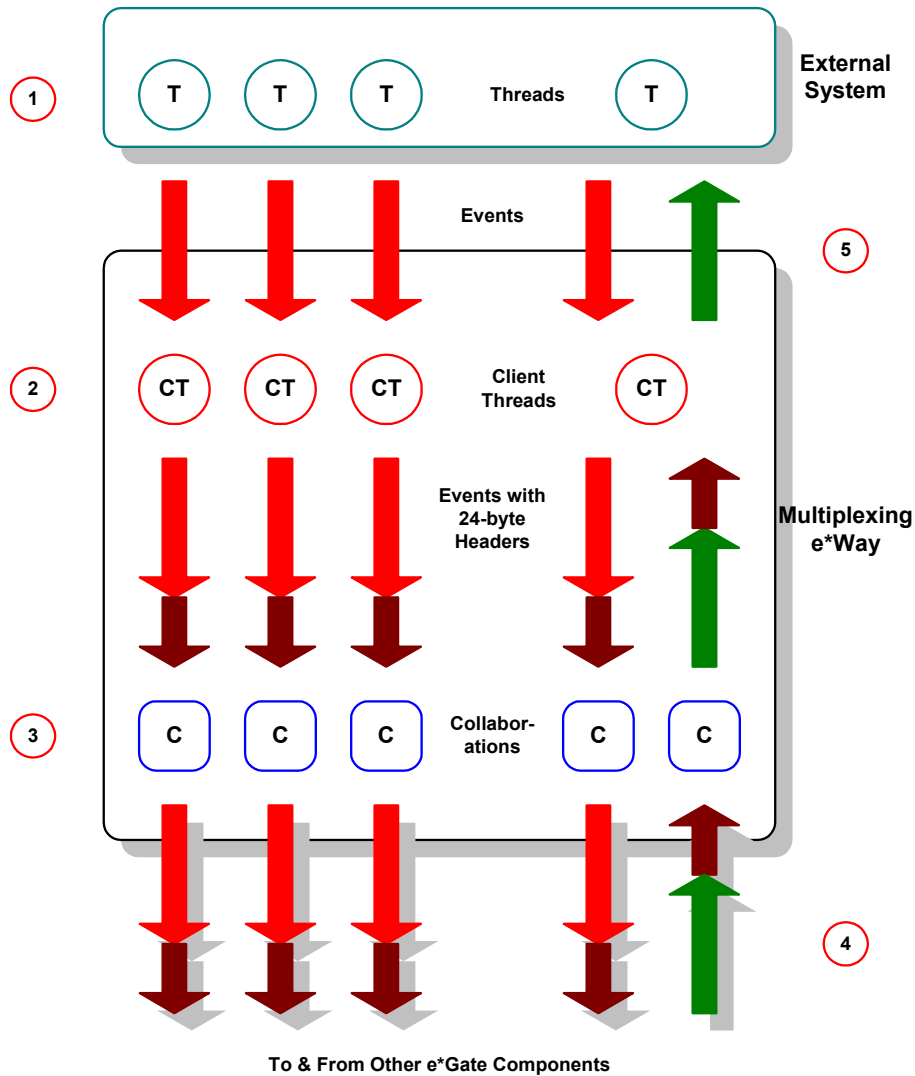 External
System
1
T
T
T
Threads
T
Events
5
2
CT
CT
CT
Client
Threads
CT
Events with
24-byte
Headers
Multiplexing
e*Way
3
C
C
C
Collabor-
ations
C
C
4
To & From Other e*Gate Components